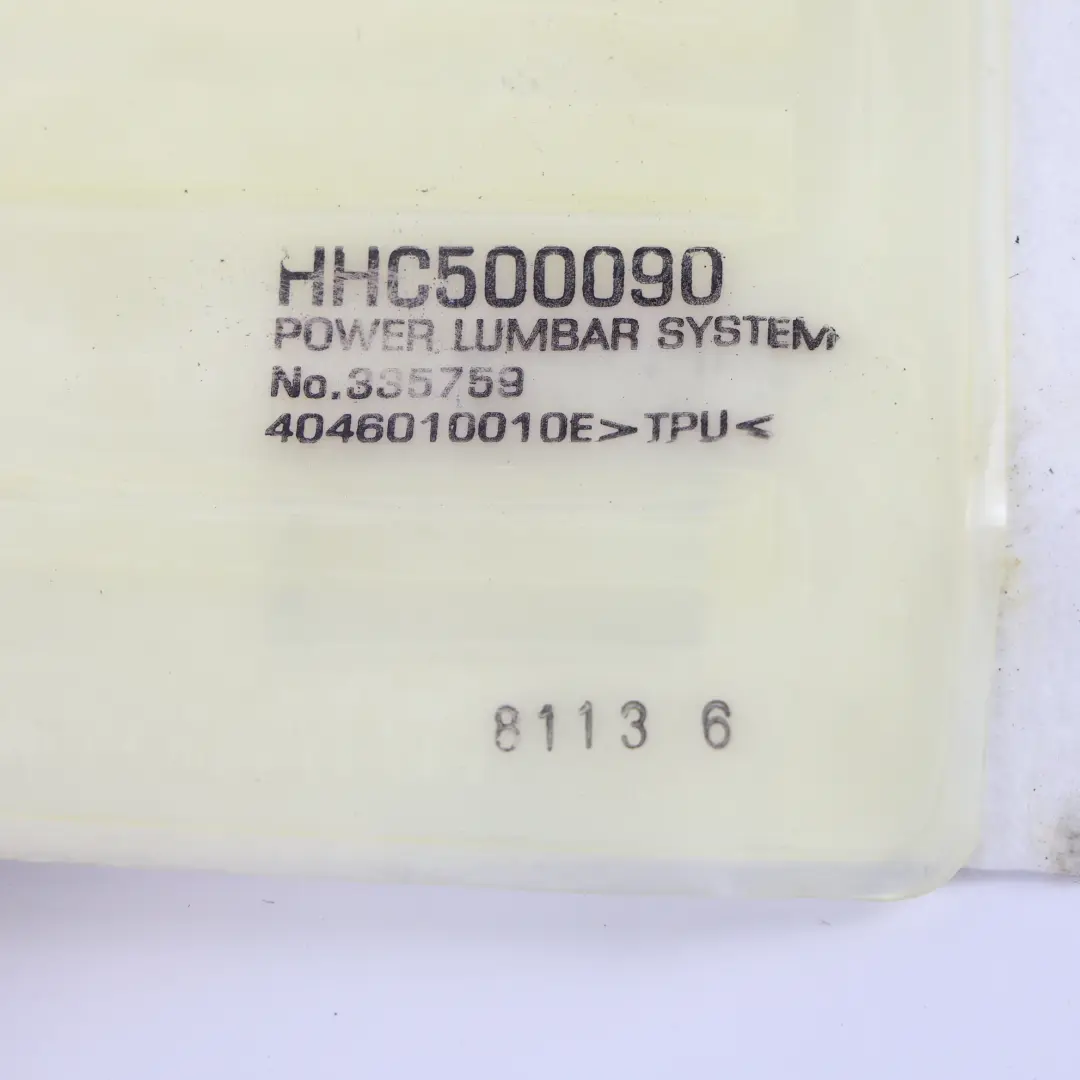 HHC500090
POWER LUMBAR SYSTEM
No.335759
4046010010E>TPU<
8113 6